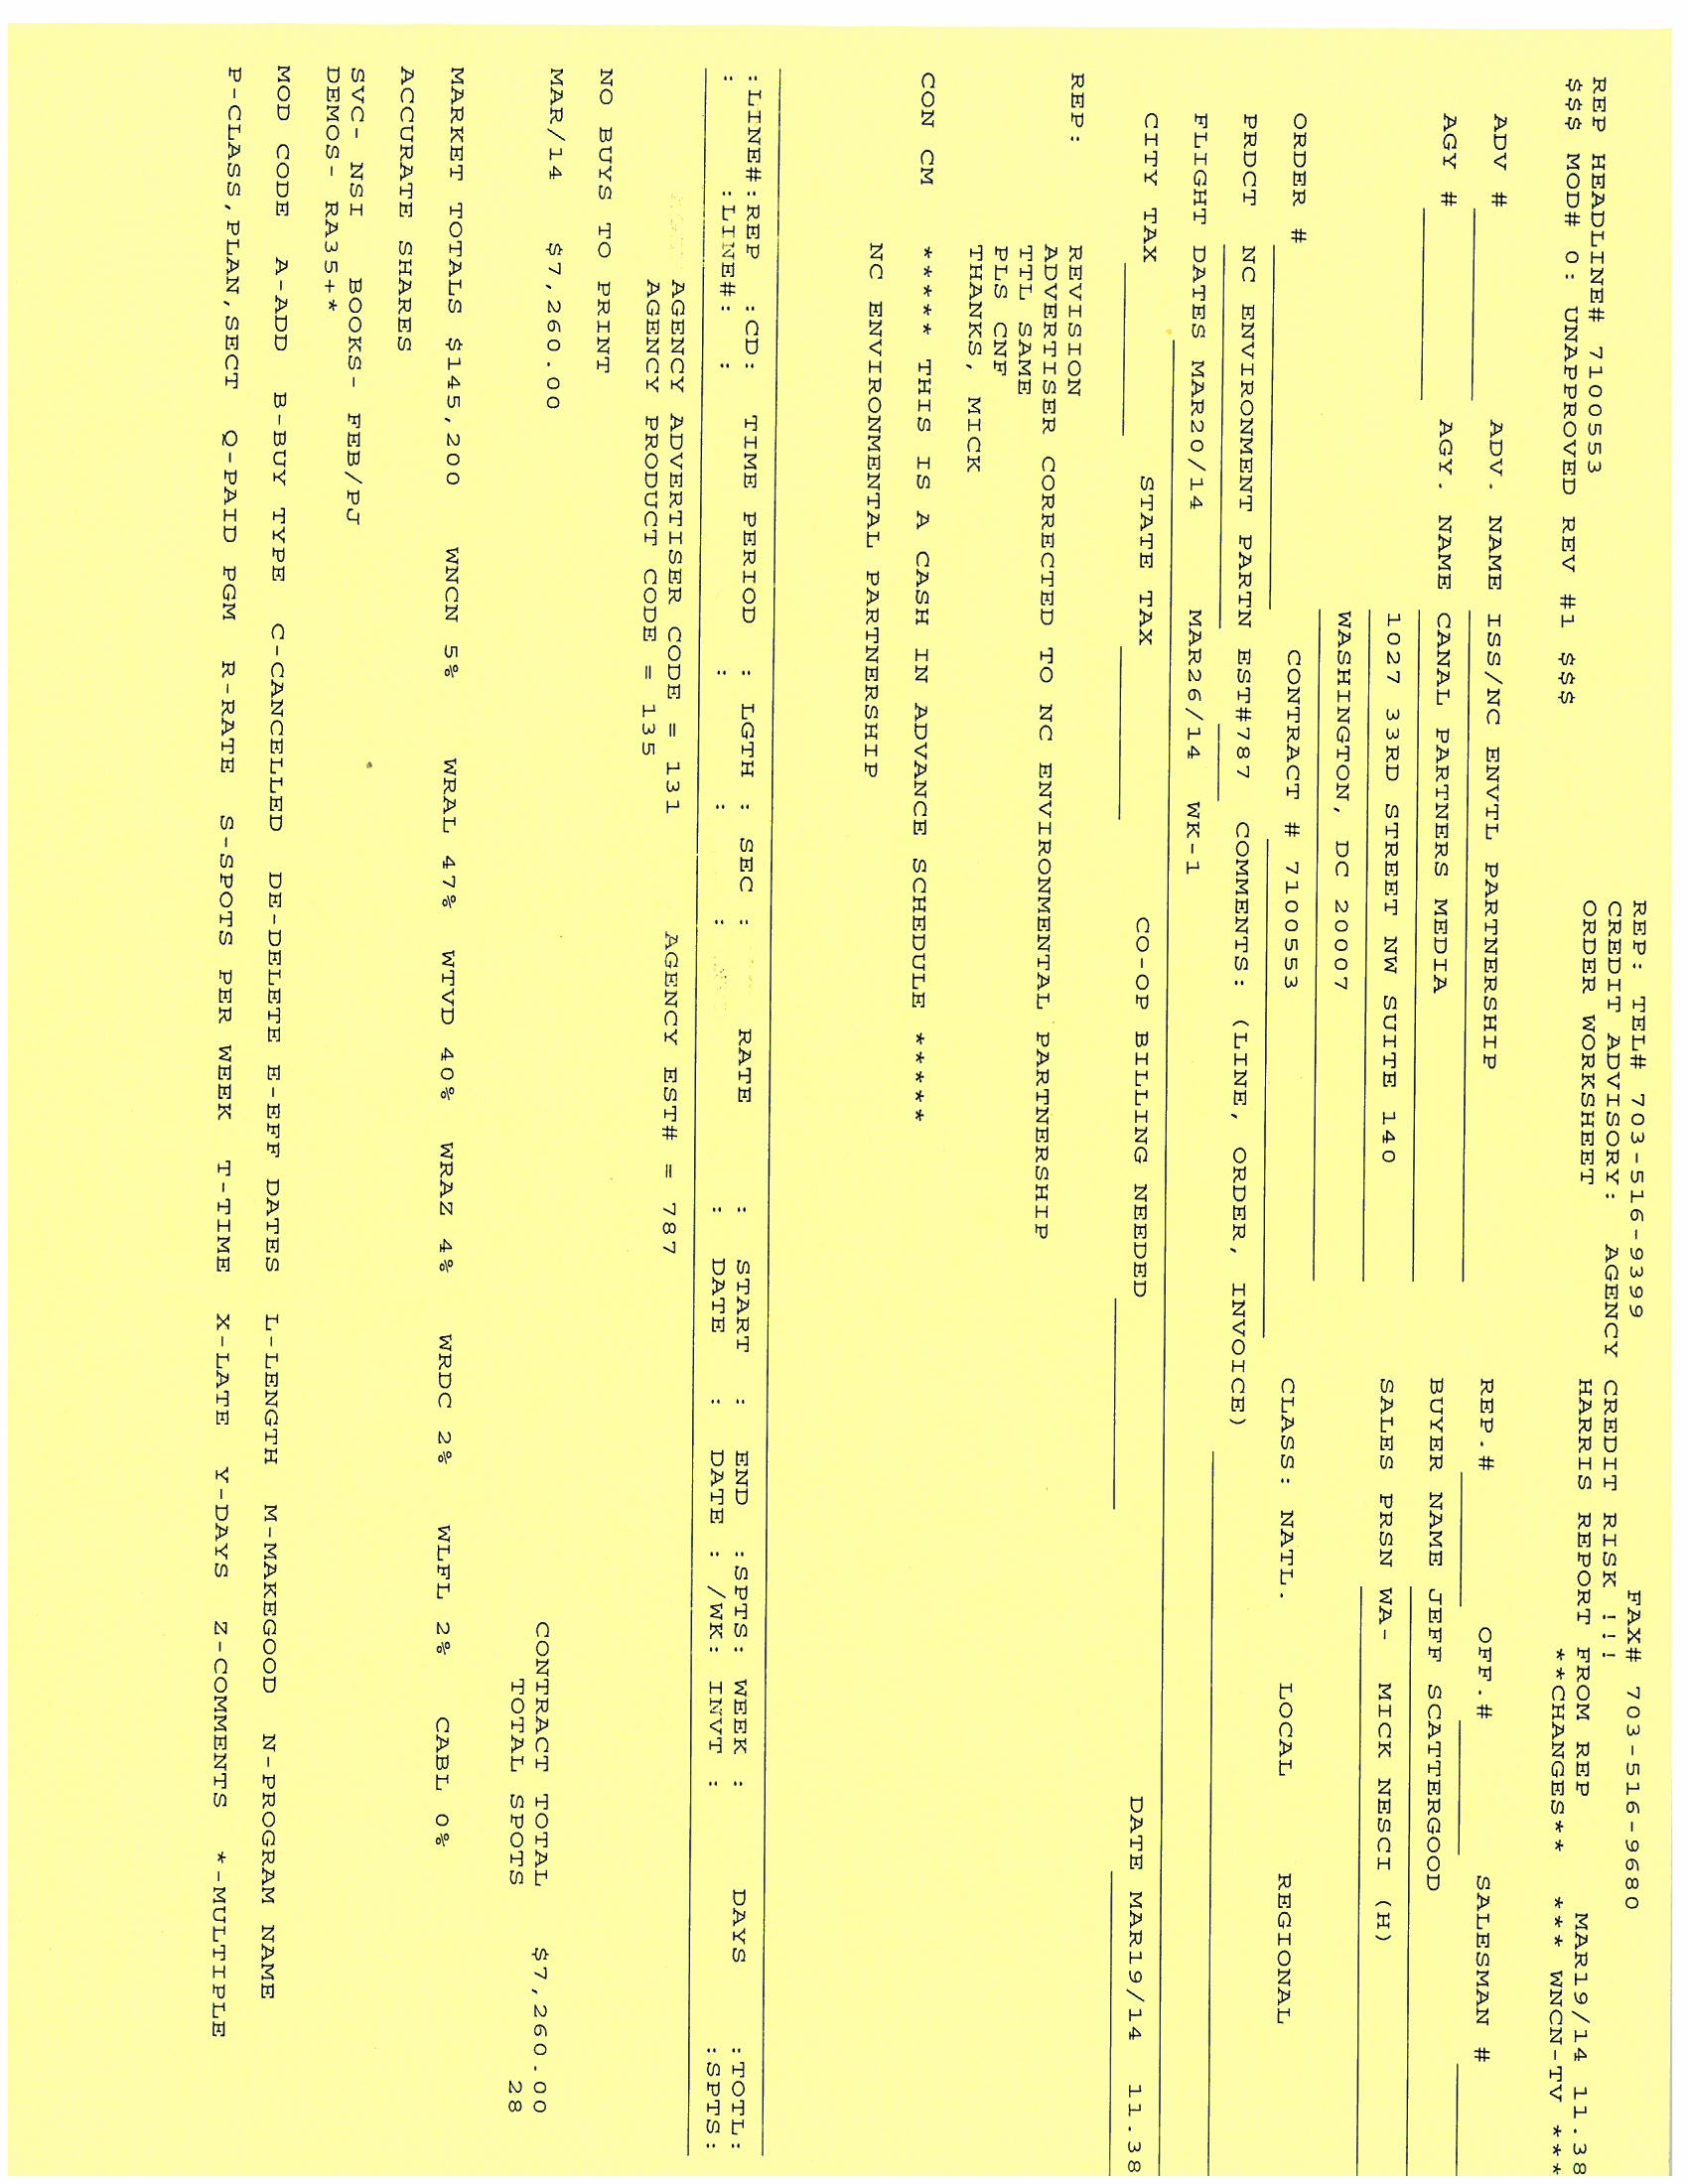 REP: TEL# 703-516-9399 FAX# 703-516-9680
CREDIT ADVISORY: AGENCY CREDIT RISK !!!
REP HEADLINE# 7100553 ORDER WORKSHEET HARRIS REPORT FROM REP MAR19/14 11.38
$$$ MOD# 0: UNAPPROVED REV #1 $$$ **CHANGES** *** WNCN-TV ***
ADV # ADV. NAME ISS/NC ENVTL PARTNERSHIP REP.# OFF.# SALESMAN #
AGY # AGY. NAME CANAL PARTNERS MEDIA BUYER NAME JEFF SCATTERGOOD
1027 33RD STREET NW SUITE 140 SALES PRSN WA- MICK NESCI (H)
WASHINGTON, DC 20007
ORDER # CONTRACT # 7100553 CLASS: NATL. LOCAL REGIONAL
PRDCT NC ENVIRONMENT PARTN EST#787 COMMENTS: (LINE, ORDER, INVOICE)
FLIGHT DATES MAR20/14 MAR26/14 WK-1
CITY TAX STATE TAX CO-OP BILLING NEEDED DATE MAR19/14 11.38
REP: REVISION
ADVERTISER CORRECTED TO NC ENVIRONMENTAL PARTNERSHIP
TTL SAME
PLS CNF
THANKS, MICK
CON CM ***** THIS IS A CASH IN ADVANCE SCHEDULE *****
NC ENVIRONMENTAL PARTNERSHIP
:LINE#:REP :CD: TIME PERIOD : LGTH : SEC : RATE : START : END :SPTS: WEEK : DAYS :TOTL:
: :LINE#: : : : : : DATE : DATE : /WK: INVT : :SPTS:
AGENCY ADVERTISER CODE = 131 AGENCY EST# = 787
AGENCY PRODUCT CODE = 135
NO BUYS TO PRINT
MAR/14 $7,260.00 CONTRACT TOTAL $7,260.00
TOTAL SPOTS 28
MARKET TOTALS $145,200 WNCN 5% WRAL 47% WTVD 40% WRAZ 4% WRDC 2% WLFL 2% CABL 0%
ACCURATE SHARES
SVC- NSI BOOKS- FEB/PJ
DEMOS- RA35+*
MOD CODE A-ADD B-BUY TYPE C-CANCELLED DE-DELETE E-EFF DATES L-LENGTH M-MAKEGOOD N-PROGRAM NAME
P-CLASS,PLAN,SECT Q-PAID PGM R-RATE S-SPOTS PER WEEK T-TIME X-LATE Y-DAYS Z-COMMENTS *-MULTIPLE